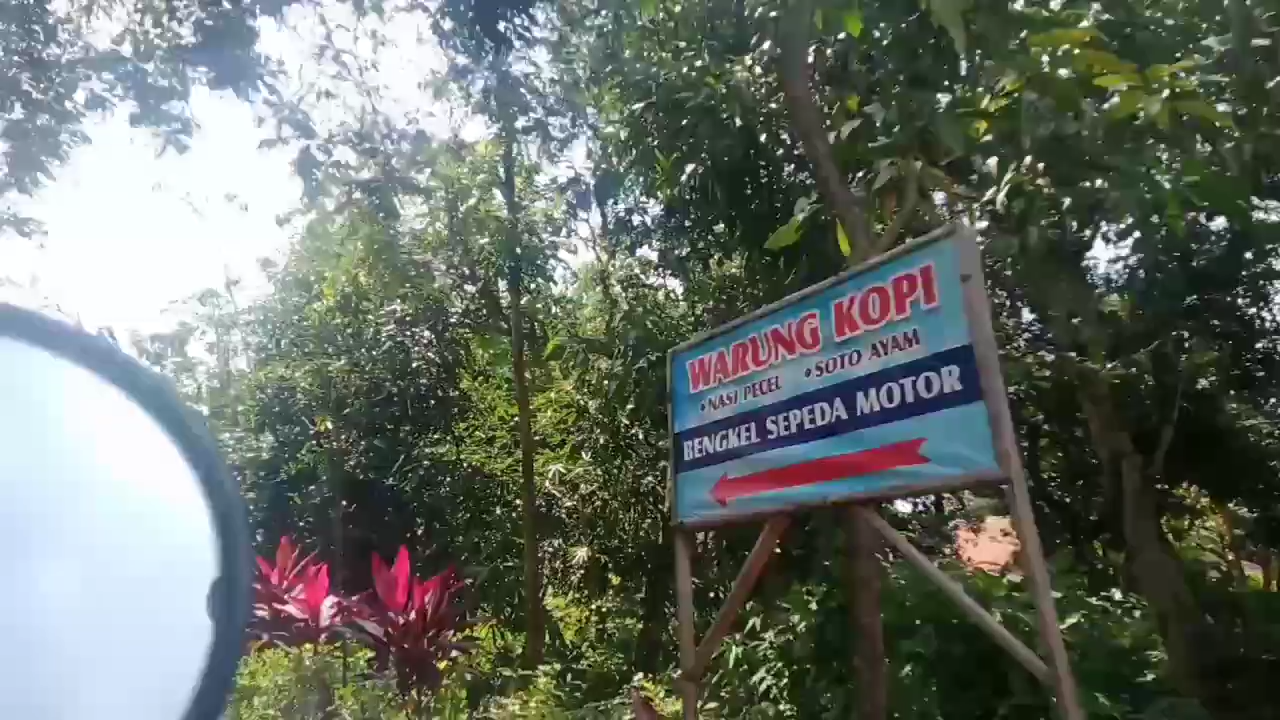 WARUNG KOPI
• NASI PECEL • SOTO AYAM
BENGKEL SEPEDA MOTOR